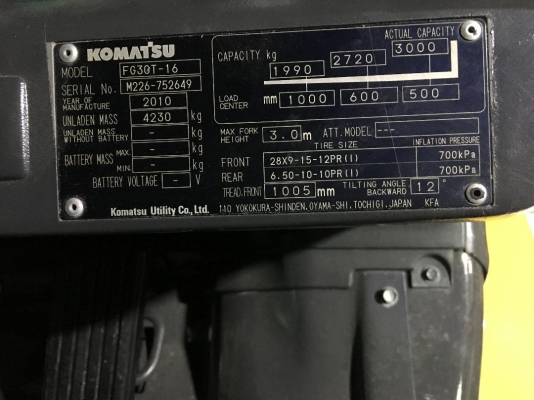 KOMATSU
MODEL FG30T-16
SERIAL No. M226-752649
YEAR OF MANUFACTURE 2010
UNLADEN MASS 4230 kg
UNLADEN MASS WITHOUT BATTERY - kg
BATTERY MASS MAX. - kg
MIN. - kg
BATTERY VOLTAGE - V
Komatsu Utility Co., Ltd.
ACTUAL CAPACITY
CAPACITY kg 1990 2720 3000
LOAD CENTER mm 1000 600 500
MAX FORK HEIGHT 3.0 m ATT. MODEL ---
TIRE SIZE INFLATION PRESSURE
FRONT 28X9-15-12PR(I) 700kPa
REAR 6.50-10-10PR(I) 700kPa
TREAD.FRONT 1005 mm TILTING ANGLE BACKWARD 12°
110 YOKOKURA-SHINDEN,OYAMA-SHI,TOCHIGI,JAPAN KFA